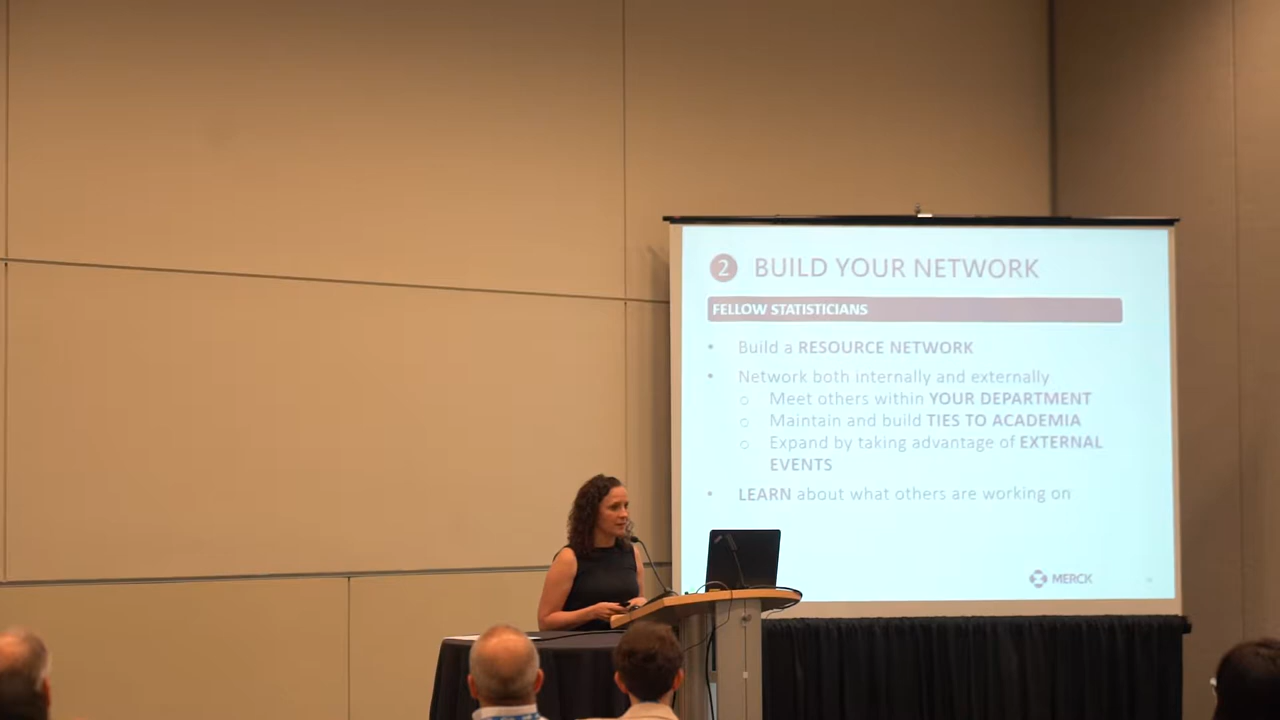 2 BUILD YOUR NETWORK
FELLOW STATISTICIANS
• Build a RESOURCE NETWORK
• Network both internally and externally
o Meet others within YOUR DEPARTMENT
o Maintain and build TIES TO ACADEMIA
o Expand by taking advantage of EXTERNAL
EVENTS
• LEARN about what others are working on
MERCK